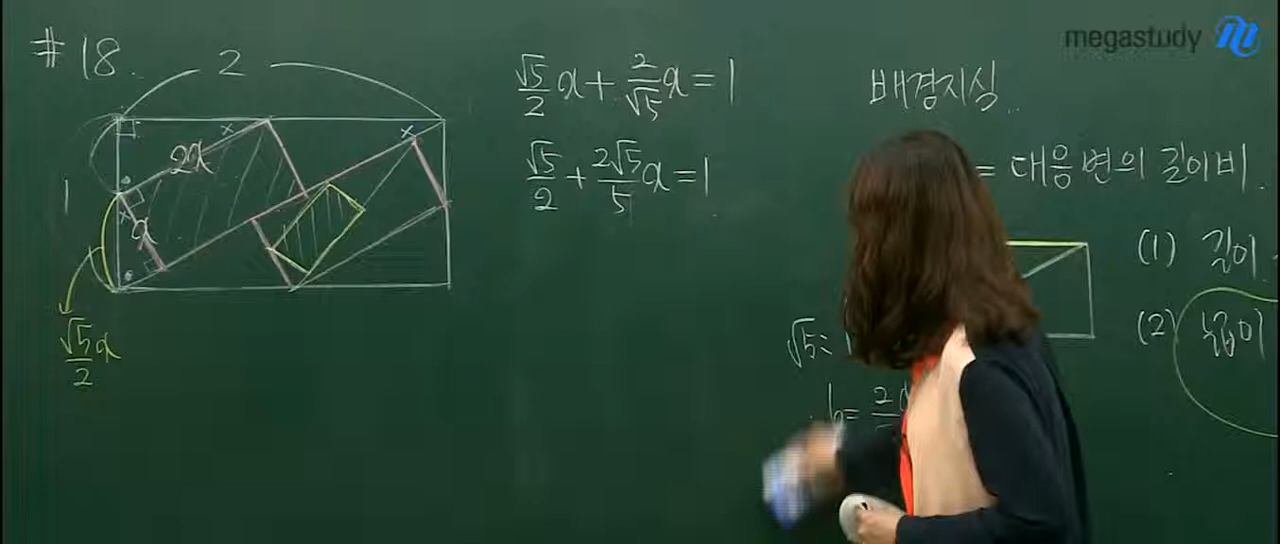 # 18.
2
2a
a
1
√5/2 a
√5/2 a + 2/√5 a = 1
√5/2 + 2√5/5 a = 1
megastudy
배경지식
= 대응변의 길이비.
(1) 길이
(2) 넓이
√5:
b = 2